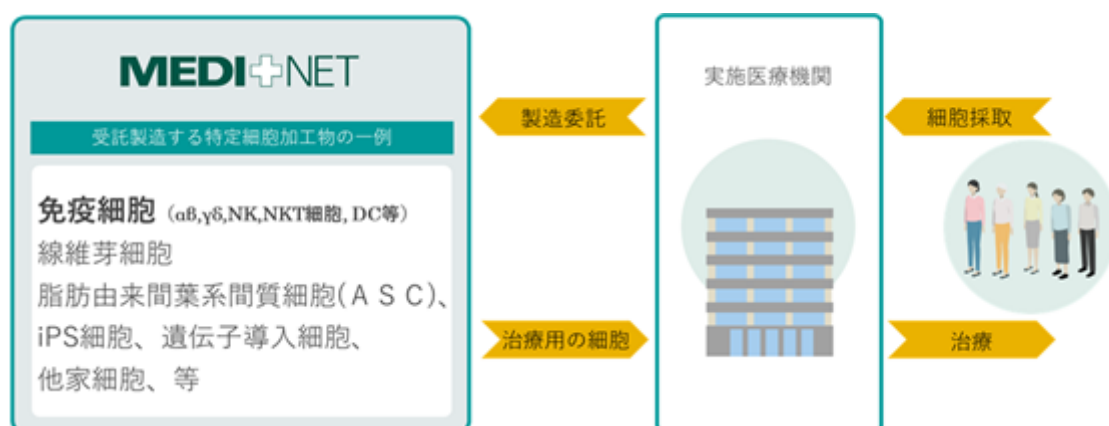 MEDI NET
受託製造する特定細胞加工物の一例
免疫細胞（αβ,γδ,NK,NKT細胞, DC等）
線維芽細胞
脂肪由来間葉系間質細胞(ＡＳＣ)、
iPS細胞、遺伝子導入細胞、
他家細胞、等
製造委託
治療用の細胞
実施医療機関
細胞採取
治療